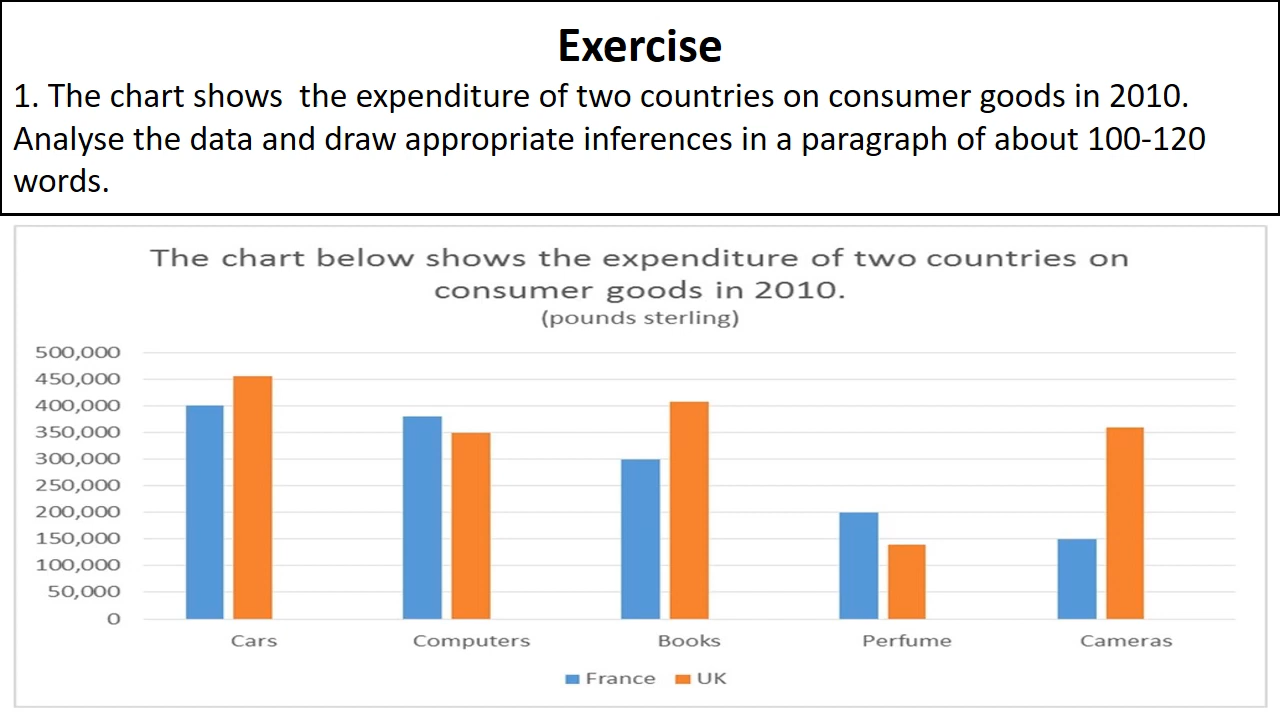 Exercise
1. The chart shows  the expenditure of two countries on consumer goods in 2010.
Analyse the data and draw appropriate inferences in a paragraph of about 100-120
words.
The chart below shows the expenditure of two countries on
consumer goods in 2010.
(pounds sterling)
500,000
450,000
400,000
350,000
300,000
250,000
200,000
150,000
100,000
50,000
0
Cars Computers Books Perfume Cameras
France UK